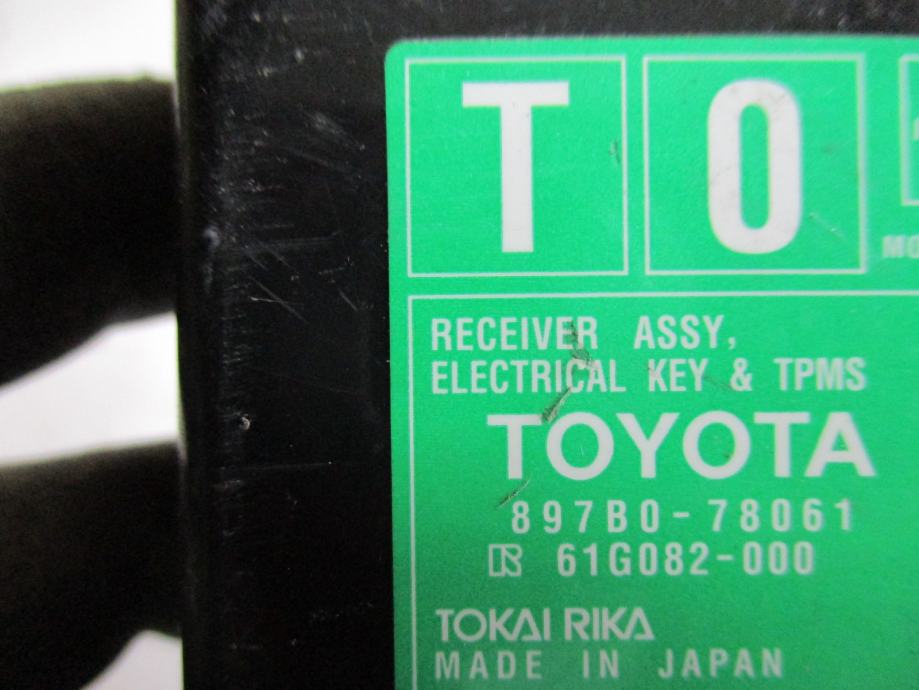 T 0
RECEIVER ASSY,
ELECTRICAL KEY & TPMS
TOYOTA
897B0-78061
61G082-000
TOKAI RIKA
MADE IN JAPAN